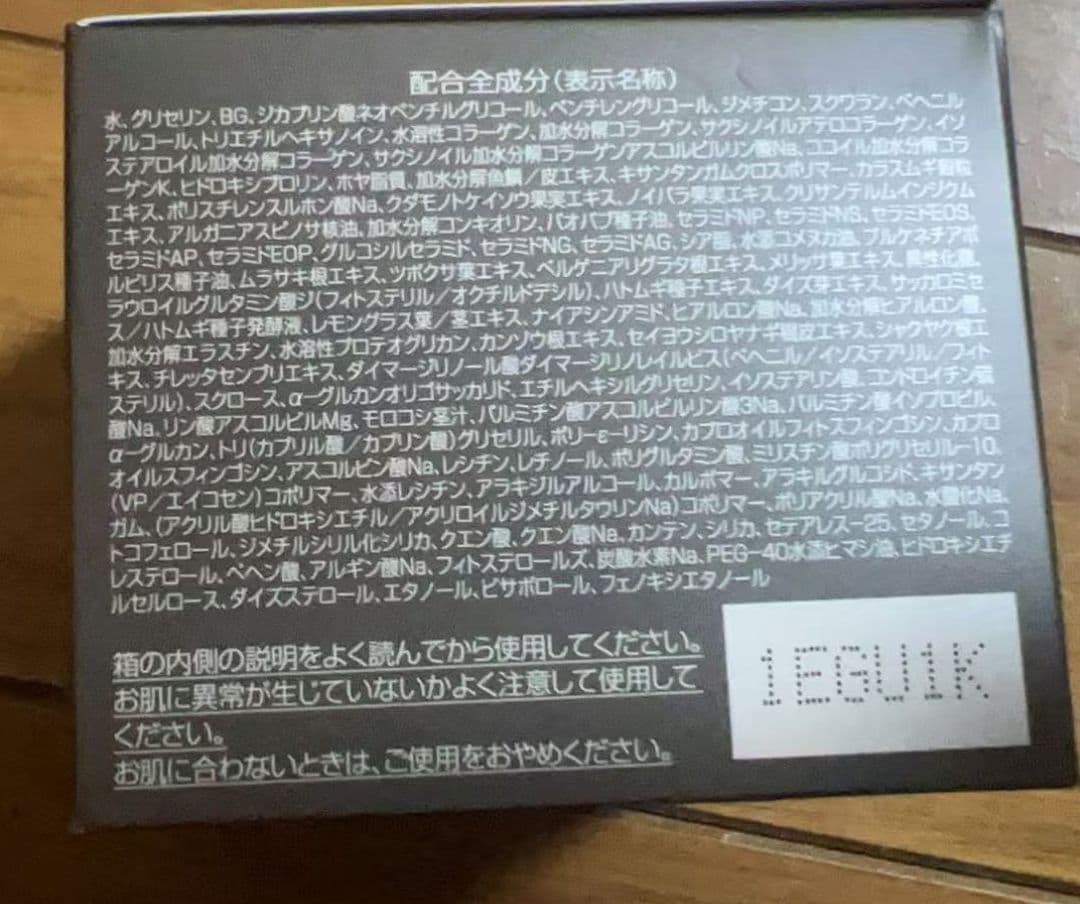 配合全成分(表示名称)
水、グリセリン、BG、ジカプリン酸ネオペンチルグリコール、ペンチレングリコール、ジメチコン、スクワラン、ベヘニル
アルコール、トリエチルヘキサノイン、水溶性コラーゲン、加水分解コラーゲン、サクシノイルアテロコラーゲン、イソ
ステアロイル加水分解コラーゲン、サクシノイル加水分解コラーゲンアスコルビルリン酸Na、ココイル加水分解コラ
ーゲンK、ヒドロキシプロリン、ホヤ脂質、加水分解魚鱗/皮エキス、キサンタンガムクロスポリマー、カラスムギ穀粒
エキス、ポリスチレンスルホン酸Na、クダモノトケイソウ果実エキス、ノイバラ果実エキス、クリサンテルムインジクム
エキス、アルガニアスピノサ核油、加水分解コンキオリン、バオバブ種子油、セラミドNP、セラミドNS、セラミドEOS、
セラミドAP、セラミドEOP、グルコシルセラミド、セラミドNG、セラミドAG、シア脂、水添コメヌカ油、プルケネチアボ
ルビリス種子油、ムラサキ根エキス、ツボクサ葉エキス、ベルゲニアリグラタ根エキス、メリッサ葉エキス、
ラウロイルグルタミン酸ジ(フィトステリル/オクチルドデシル)、ハトムギ種子エキス、ダイズ芽エキス、サッカロミセ
ス/ハトムギ種子発酵液、レモングラス葉/茎エキス、ナイアシンアミド、ヒアルロン酸Na、加水分解ヒアルロン酸、
加水分解エラスチン、水溶性プロテオグリカン、カンゾウ根エキス、セイヨウシロヤナギ樹皮エキス、シャクヤク根エ
キス、チレッタセンブリエキス、ダイマージリノール酸ダイマージリノレイルビス(ベヘニル/イソステアリル/フィト
ステリル)、スクロース、α-グルカンオリゴサッカリド、エチルヘキシルグリセリン、イソステアリン酸、コンドロイチン硫
酸Na、リン酸アスコルビルMg、モロコシ茎汁、パルミチン酸アスコルビルリン酸3Na、パルミチン酸イソプロピル、
α-グルカン、トリ(カプリル酸/カプリン酸)グリセリル、ポリ-ε-リシン、カプロオイルフィトスフィンゴシン、カプロ
オイルスフィンゴシン、アスコルビン酸Na、レシチン、レチノール、ポリグルタミン酸、ミリスチン酸ポリグリセリル-10、
(VP/エイコセン)コポリマー、水添レシチン、アラキジルアルコール、カルボマー、アラキルグルコシド、キサンタン
ガム、(アクリル酸ヒドロキシエチル/アクリロイルジメチルタウリンNa)コポリマー、ポリアクリル酸Na、水酸化Na、
トコフェロール、ジメチルシリル化シリカ、クエン酸、クエン酸Na、カンテン、シリカ、セテアレス-25、セタノール、コ
レステロール、ベヘン酸、アルギン酸Na、フィトステロールズ、炭酸水素Na、PEG-40水添ヒマシ油、ヒドロキシエチ
ルセルロース、ダイズステロール、エタノール、ビサボロール、フェノキシエタノール
箱の内側の説明をよく読んでから使用してください。
お肌に異常が生じていないかよく注意して使用して
ください。
お肌に合わないときは、ご使用をおやめください。
1EGU1K